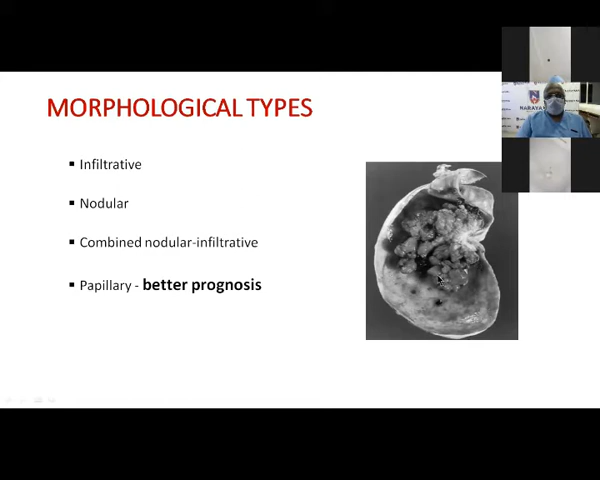 MORPHOLOGICAL TYPES
▪ Infiltrative
▪ Nodular
▪ Combined nodular-infiltrative
▪ Papillary - better prognosis